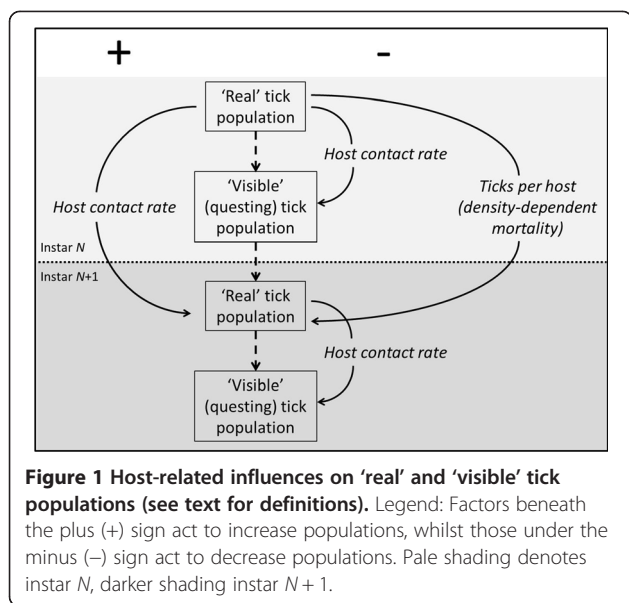 +
-
'Real' tick
population
Host contact rate
Host contact rate
Ticks per host
(density-dependent
mortality)
'Visible'
(questing) tick
population
Instar N
Instar N+1
'Real' tick
population
Host contact rate
'Visible'
(questing) tick
population
Figure 1 Host-related influences on 'real' and 'visible' tick
populations (see text for definitions). Legend: Factors beneath
the plus (+) sign act to increase populations, whilst those under the
minus (−) sign act to decrease populations. Pale shading denotes
instar N, darker shading instar N + 1.